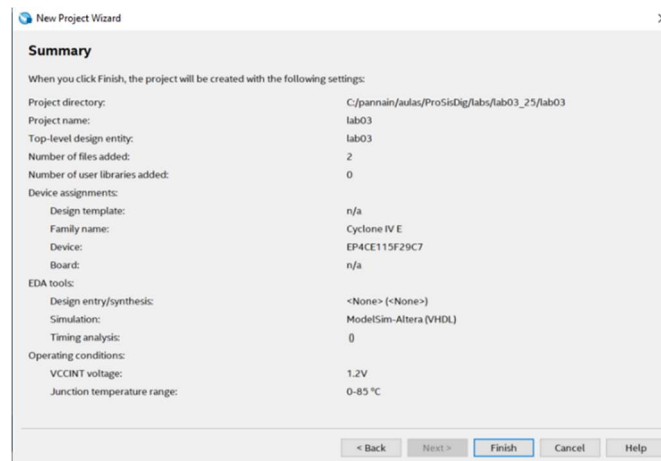 New Project Wizard
Summary
When you click Finish, the project will be created with the following settings:
Project directory: C:/pannain/aulas/ProSisDig/labs/lab03_25/lab03
Project name: lab03
Top-level design entity: lab03
Number of files added: 2
Number of user libraries added: 0
Device assignments:
Design template: n/a
Family name: Cyclone IV E
Device: EP4CE115F29C7
Board: n/a
EDA tools:
Design entry/synthesis: <None> (<None>)
Simulation: ModelSim-Altera (VHDL)
Timing analysis: ()
Operating conditions:
VCCINT voltage: 1.2V
Junction temperature range: 0-85 °C
< Back Next > Finish Cancel Help